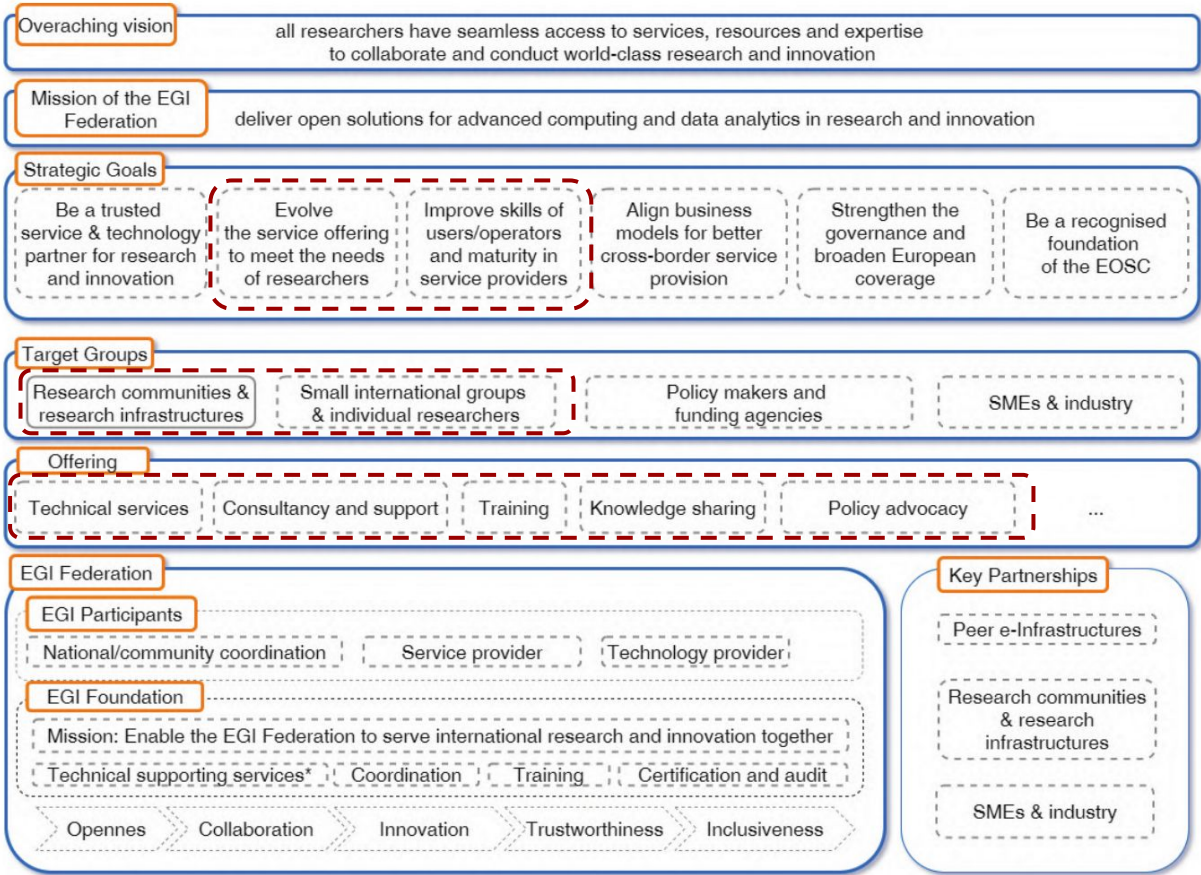 Overaching vision
all researchers have seamless access to services, resources and expertise
to collaborate and conduct world-class research and innovation
Mission of the EGI
Federation
deliver open solutions for advanced computing and data analytics in research and innovation
Strategic Goals
Be a trusted
service & technology
partner for research
and innovation
Evolve
the service offering
to meet the needs
of researchers
Improve skills of
users/operators
and maturity in
service providers
Align business
models for better
cross-border service
provision
Strengthen the
governance and
broaden European
coverage
Be a recognised
foundation
of the EOSC
Target Groups
Research communities &
research infrastructures
Small international groups
& individual researchers
Policy makers and
funding agencies
SMEs & industry
Offering
Technical services
Consultancy and support
Training
Knowledge sharing
Policy advocacy
...
EGI Federation
EGI Participants
National/community coordination
Service provider
Technology provider
EGI Foundation
Mission: Enable the EGI Federation to serve international research and innovation together
Technical supporting services*
Coordination
Training
Certification and audit
Opennes
Collaboration
Innovation
Trustworthiness
Inclusiveness
Key Partnerships
Peer e-Infrastructures
Research communities
& research
infrastructures
SMEs & industry